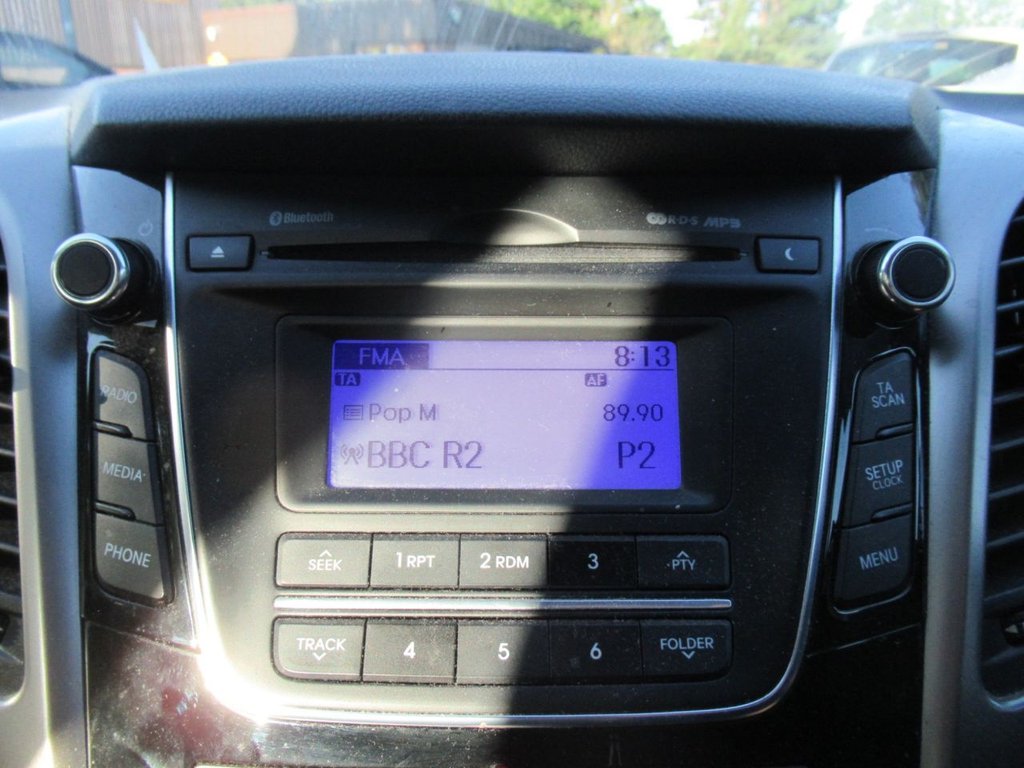 Bluetooth
R·D·S MP3
FMA 8:13
TA AF
Pop M 89.90
BBC R2 P2
RADIO
MEDIA
PHONE
TA
SCAN
SETUP
CLOCK
MENU
SEEK 1 RPT 2 RDM 3 PTY
TRACK 4 5 6 FOLDER